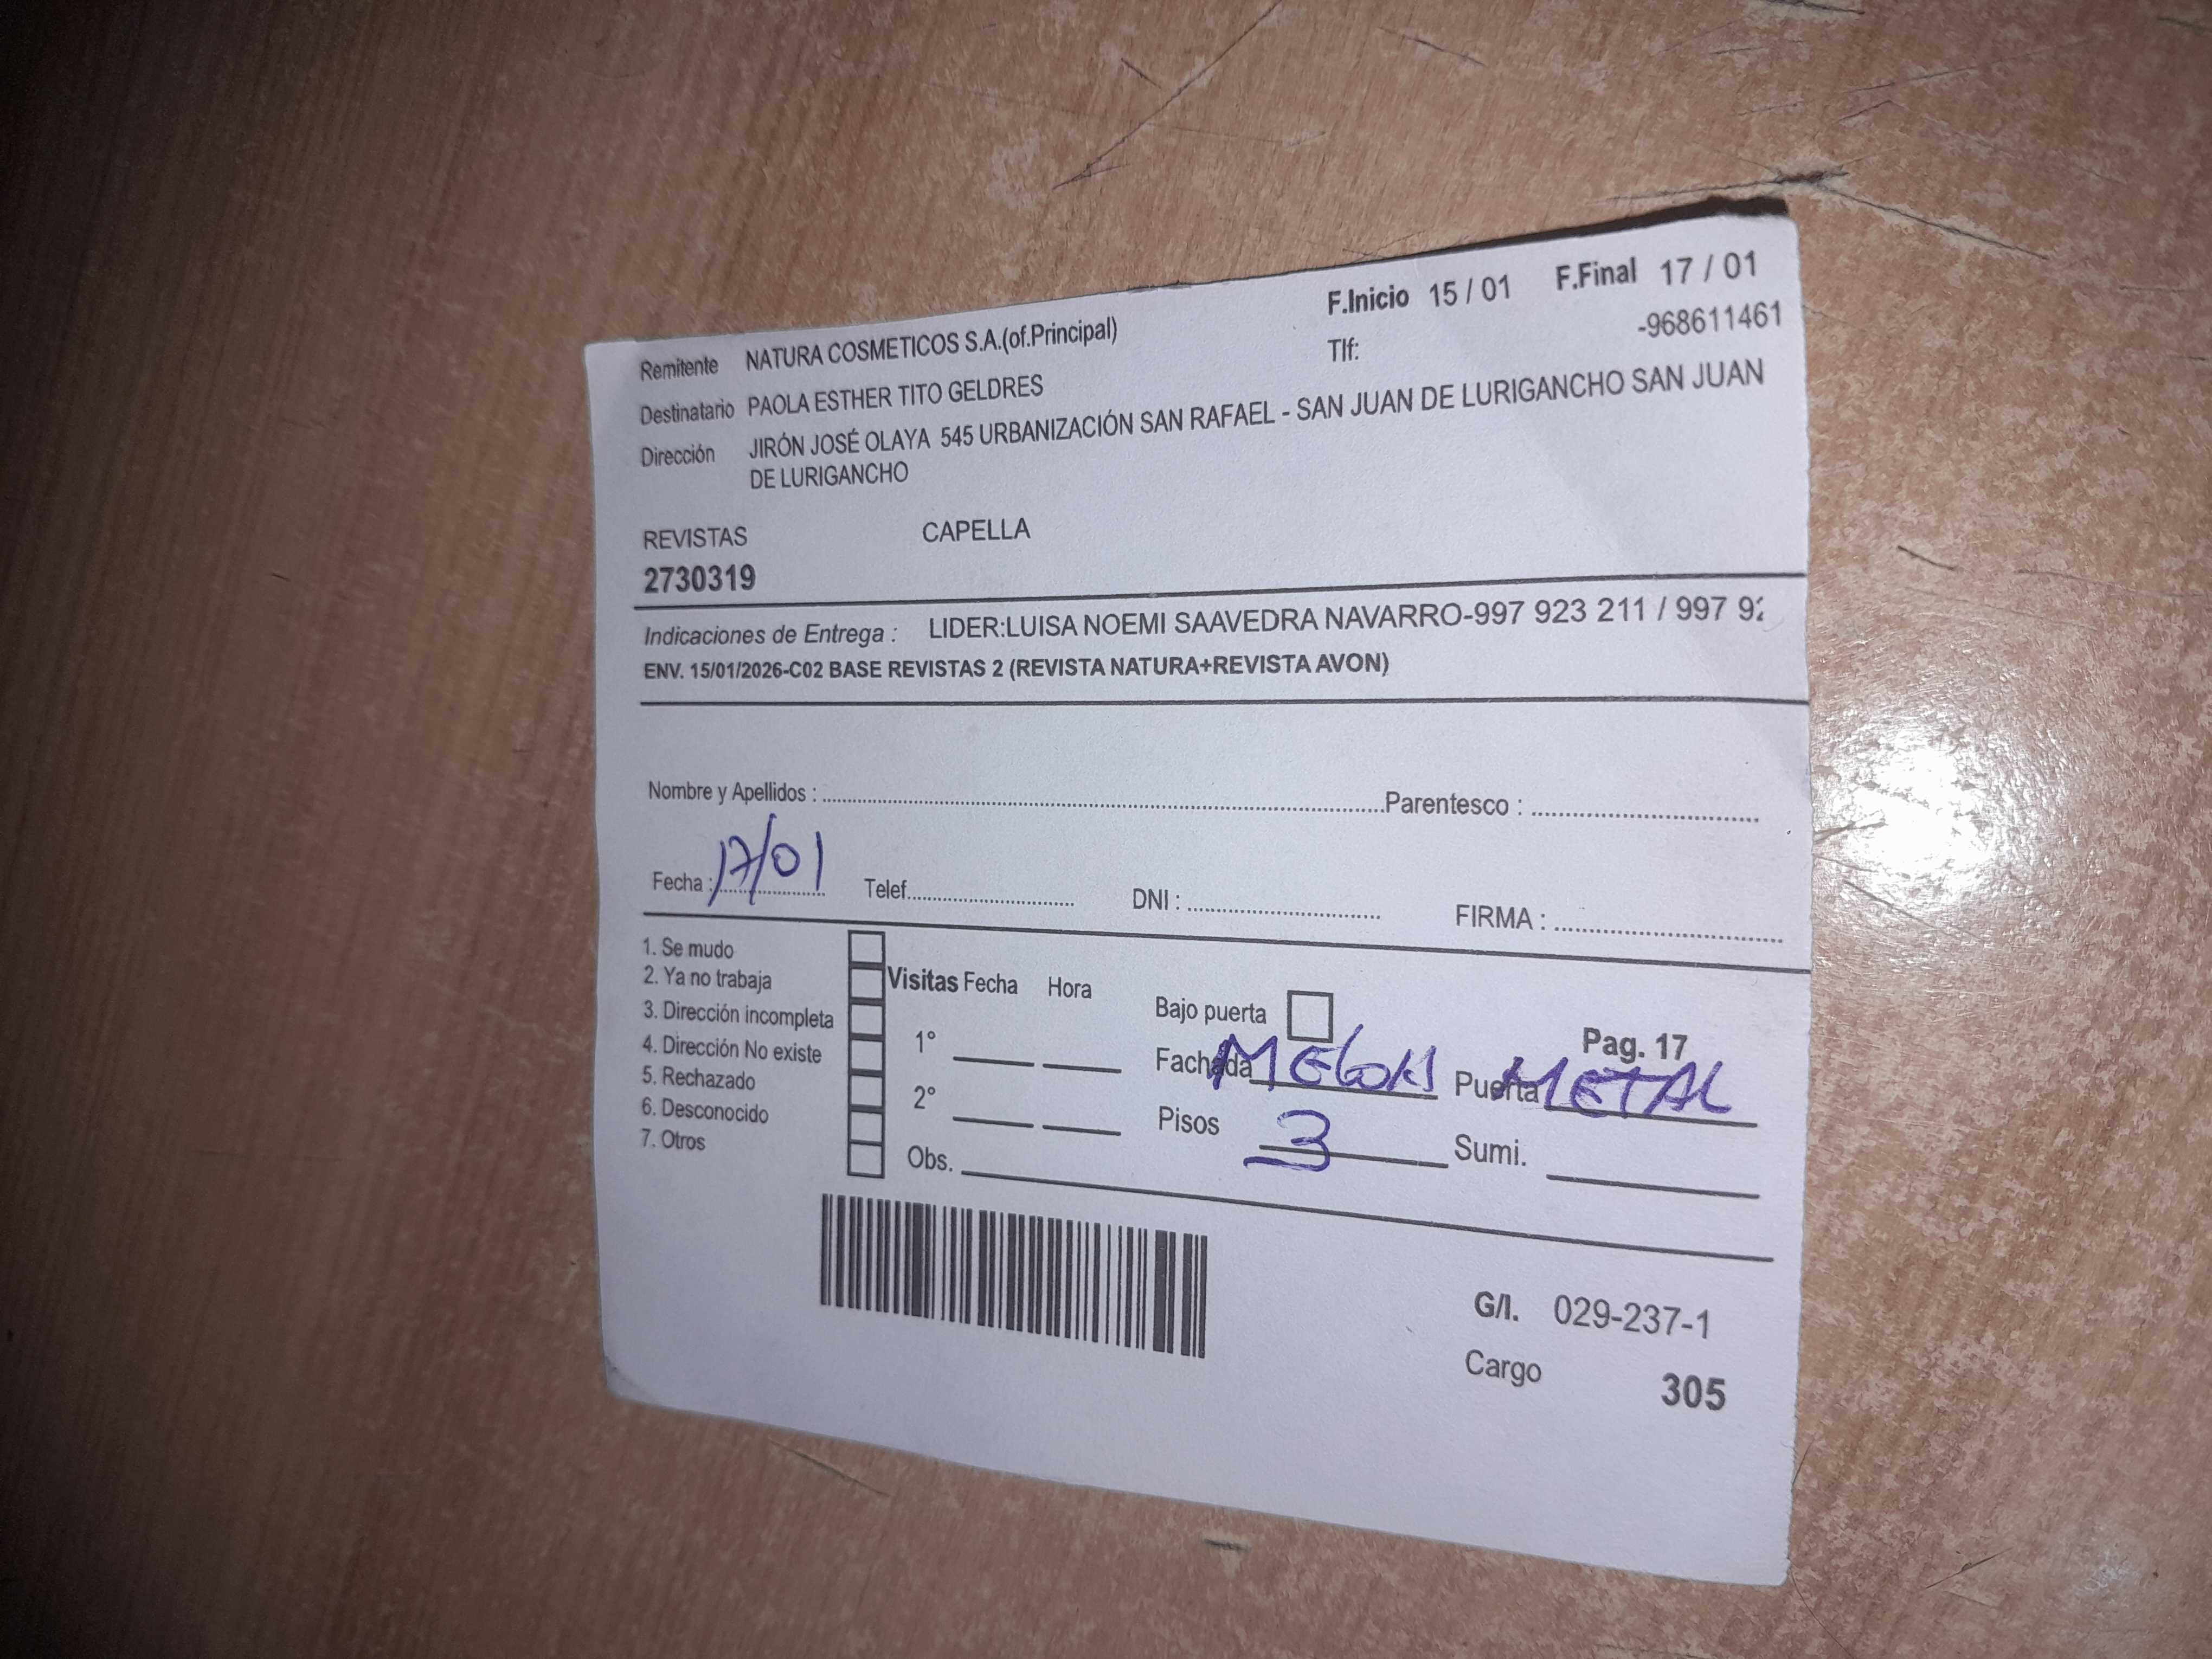 F.Inicio 15 / 01 F.Final 17 / 01
Remitente NATURA COSMETICOS S.A.(of.Principal) Tlf: -968611461
Destinatario PAOLA ESTHER TITO GELDRES
Dirección JIRÓN JOSÉ OLAYA 545 URBANIZACIÓN SAN RAFAEL - SAN JUAN DE LURIGANCHO SAN JUAN
DE LURIGANCHO
REVISTAS CAPELLA
2730319
Indicaciones de Entrega : LIDER:LUISA NOEMI SAAVEDRA NAVARRO-997 923 211 / 997 92
ENV. 15/01/2026-C02 BASE REVISTAS 2 (REVISTA NATURA+REVISTA AVON)
Nombre y Apellidos : Parentesco :
Fecha : 17/01 Telef. DNI : FIRMA :
1. Se mudo
2. Ya no trabaja
3. Dirección incompleta
4. Dirección No existe
5. Rechazado
6. Desconocido
7. Otros
Visitas Fecha Hora
1°
2°
Obs.
Bajo puerta
Pag. 17
Fachada MELON Puerta METAL
Pisos 3 Sumi.
G/I. 029-237-1
Cargo 305